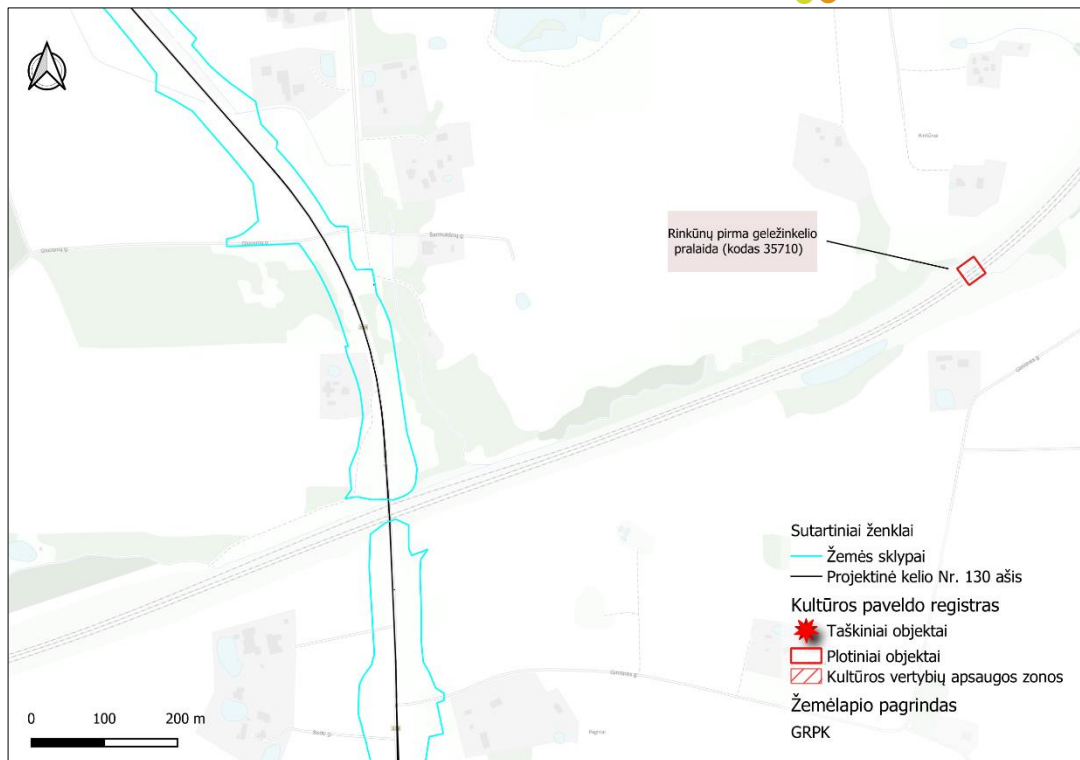 Rinkūnų pirma geležinkelio
pralaida (kodas 35710)
Sutartiniai ženklai
Žemės sklypai
Projektinė kelio Nr. 130 ašis
Kultūros paveldo registras
Taškiniai objektai
Plotiniai objektai
Kultūros vertybių apsaugos zonos
Žemėlapio pagrindas
GRPK
0 100 200 m